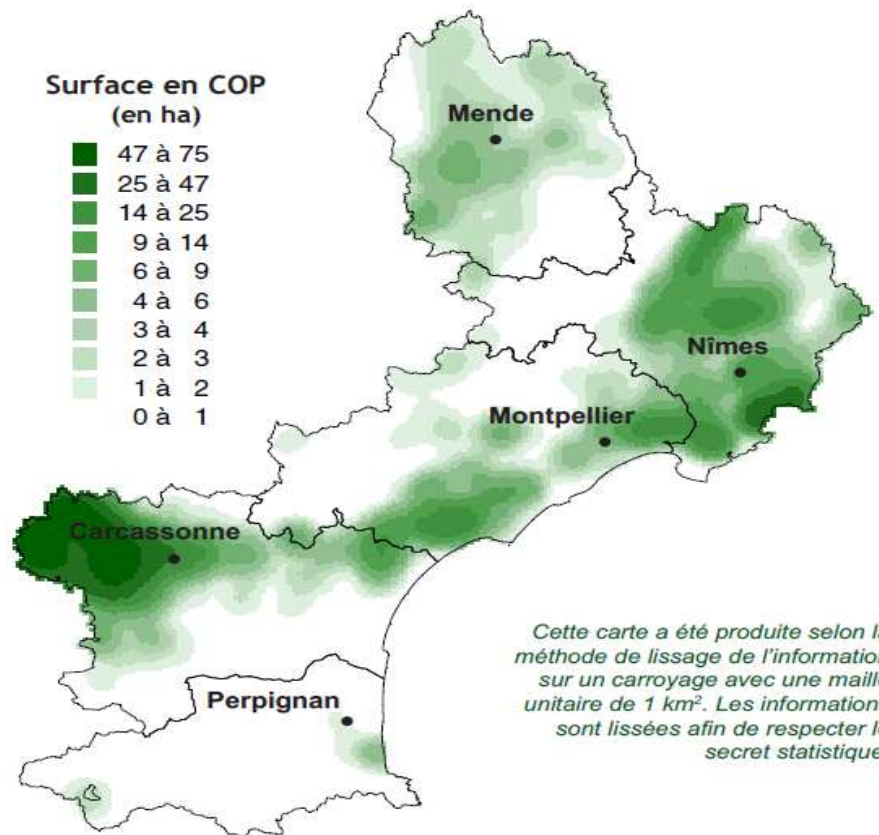 Surface en COP
(en ha)
47 à 75
25 à 47
14 à 25
9 à 14
6 à 9
4 à 6
3 à 4
2 à 3
1 à 2
0 à 1
Mende
Nîmes
Montpellier
Carcassonne
Perpignan
Cette carte a été produite selon
méthode de lissage de l'information
sur un carroyage avec une maille
unitaire de 1 km². Les information
sont lissées afin de respecter
secret statistique